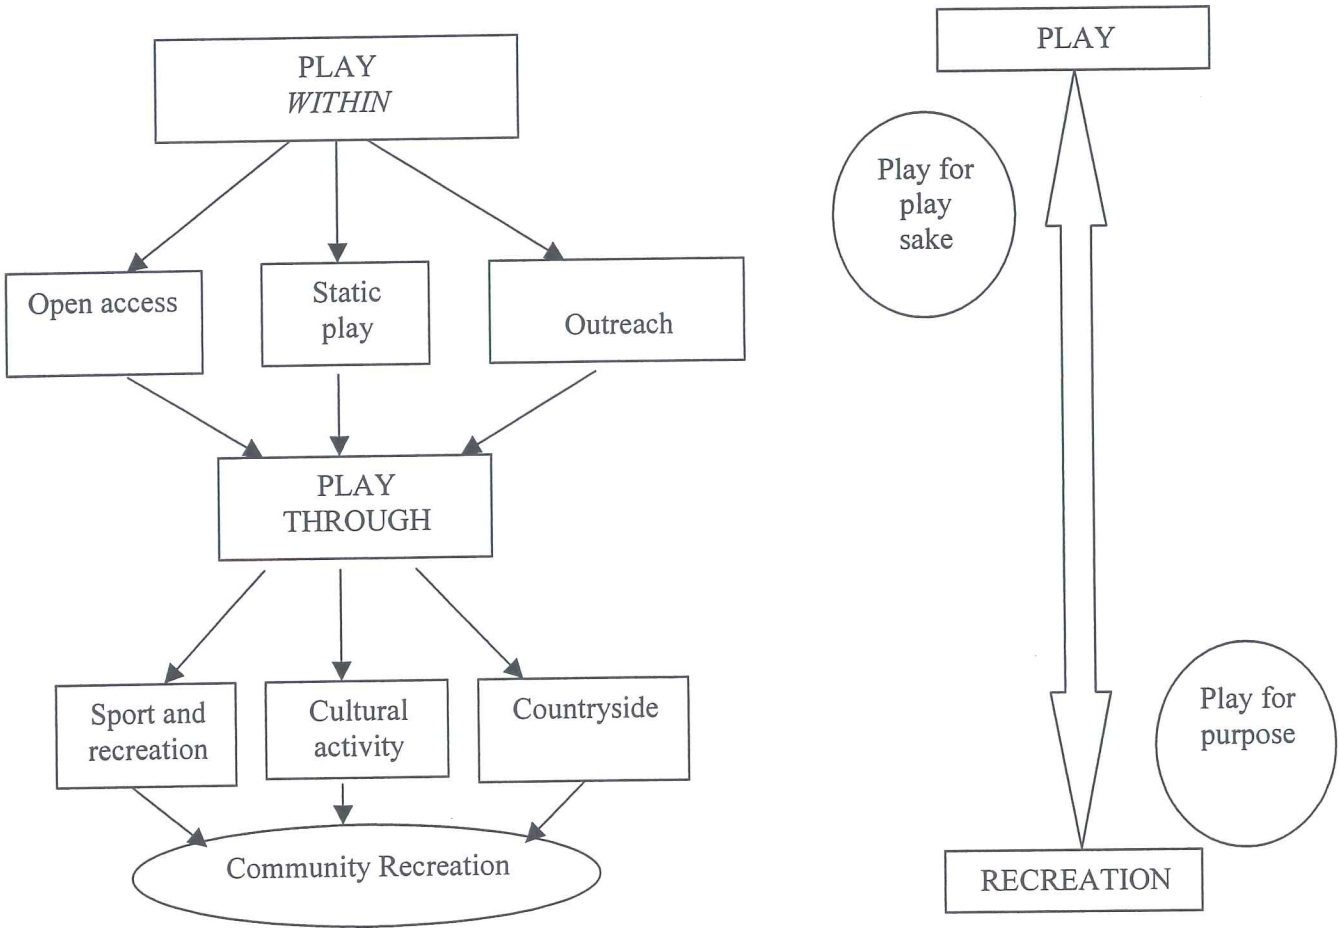 PLAY
WITHIN
Open access
Static
play
Outreach
PLAY
THROUGH
Sport and
recreation
Cultural
activity
Countryside
Community Recreation
PLAY
Play for
play
sake
Play for
purpose
RECREATION